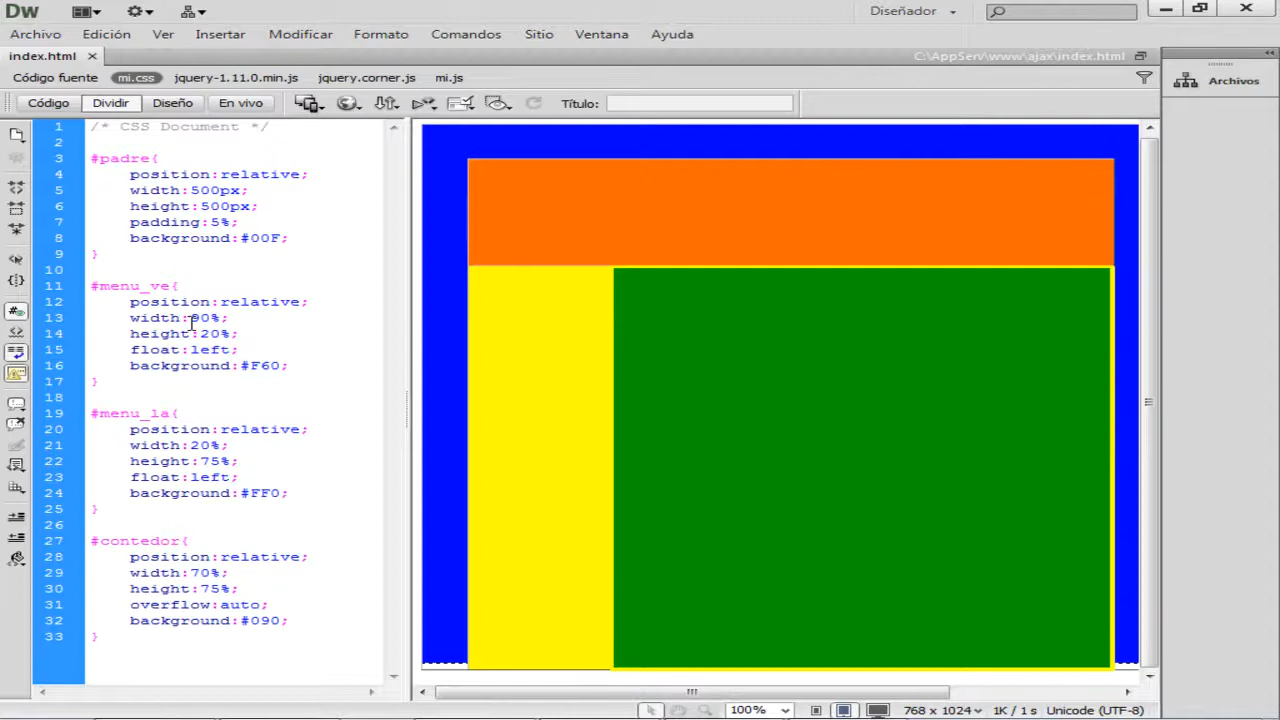 Dw
Diseñador
Archivo Edición Ver Insertar Modificar Formato Comandos Sitio Ventana Ayuda
index.html
C:\AppServ\www\ajax\index.html
Código fuente mi.css jquery-1.11.0.min.js jquery.corner.js mi.js
Archivos
Código Dividir Diseño En vivo Título:
1 /* CSS Document */
2
3 #padre{
4 position:relative;
5 width:500px;
6 height:500px;
7 padding:5%;
8 background:#00F;
9 }
10
11 #menu_ve{
12 position:relative;
13 width:90%;
14 height:20%;
15 float:left;
16 background:#F60;
17 }
18
19 #menu_la{
20 position:relative;
21 width:20%;
22 height:75%;
23 float:left;
24 background:#FF0;
25 }
26
27 #contedor{
28 position:relative;
29 width:70%;
30 height:75%;
31 overflow:auto;
32 background:#090;
33 }
100% 768 x 1024 1K / 1 s Unicode (UTF-8)